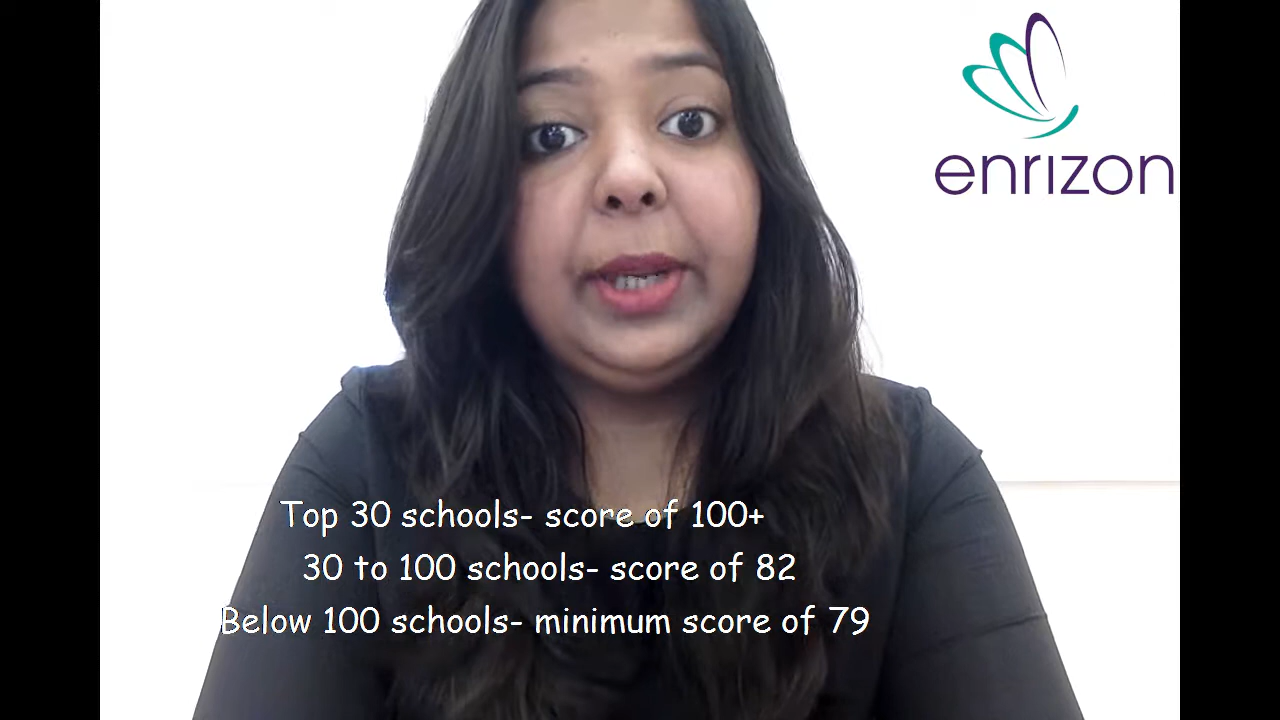 enrizon
Top 30 schools- score of 100+
30 to 100 schools- score of 82
Below 100 schools- minimum score of 79